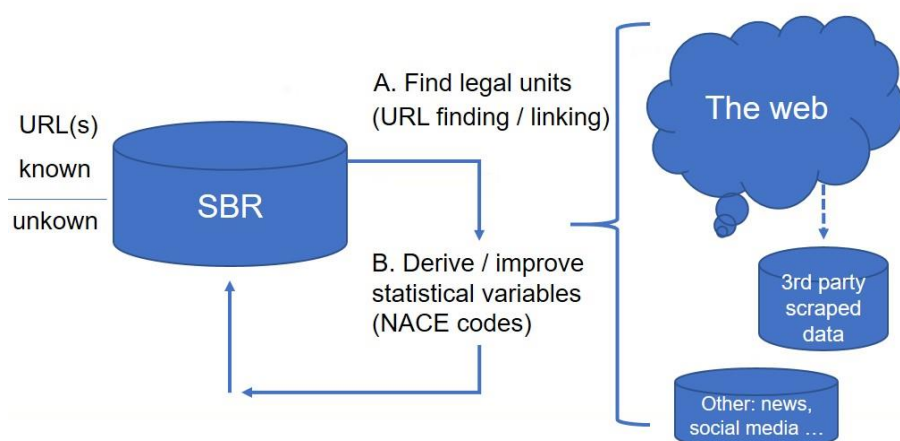 URL(s)
known
unkown
SBR
A. Find legal units
(URL finding / linking)
B. Derive / improve
statistical variables
(NACE codes)
The web
3rd party
scraped
data
Other: news,
social media ...